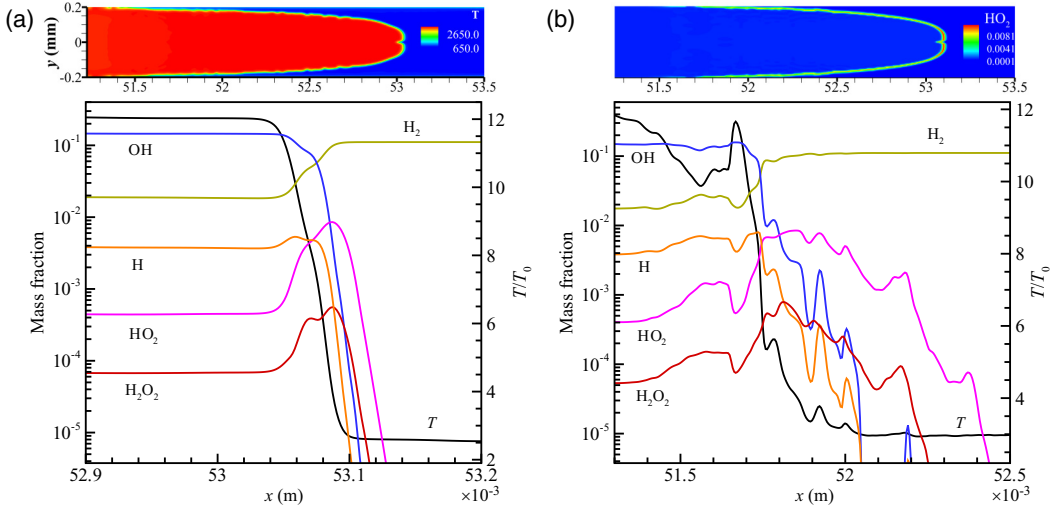 (a)
0.2
0
-0.2
y (mm)
T
2650.0
650.0
51.5
52
52.5
53
53.5
Mass fraction
10⁻¹
10⁻²
10⁻³
10⁻⁴
10⁻⁵
OH
H₂
H
HO₂
H₂O₂
T
12
10
8
6
4
2
T/T₀
52.9
53
53.1
53.2
x (m)
×10⁻³
(b)
HO₂
0.0081
0.0041
0.0001
51.5
52
52.5
53
53.5
Mass fraction
10⁻¹
10⁻²
10⁻³
10⁻⁴
10⁻⁵
OH
H₂
H
HO₂
H₂O₂
T
12
10
8
6
4
2
T/T₀
51.5
52
52.5
x (m)
×10⁻³